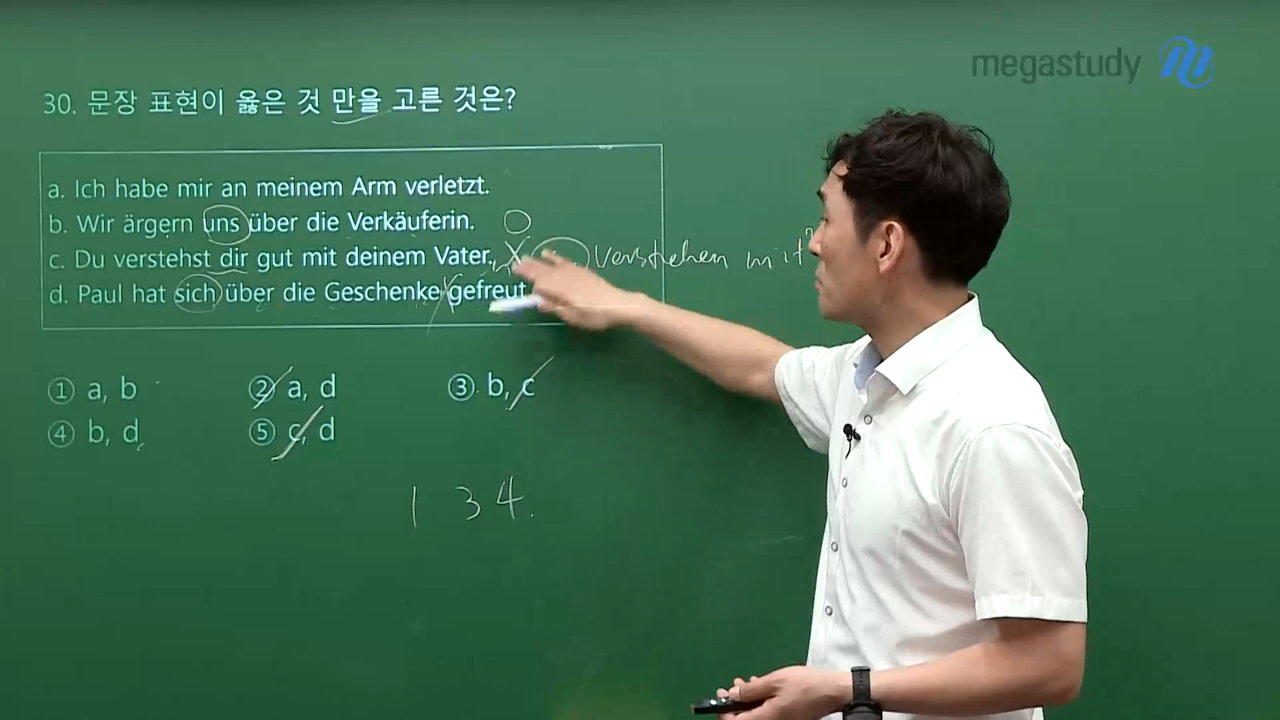 megastudy
30. 문장 표현이 옳은 것 만을 고른 것은?
a. Ich habe mir an meinem Arm verletzt.
b. Wir ärgern uns über die Verkäuferin. O
c. Du verstehst dir gut mit deinem Vater. X verstehen mit
d. Paul hat sich über die Geschenke gefreut
① a, b ② a, d ③ b, c
④ b, d ⑤ c, d
1 3 4.